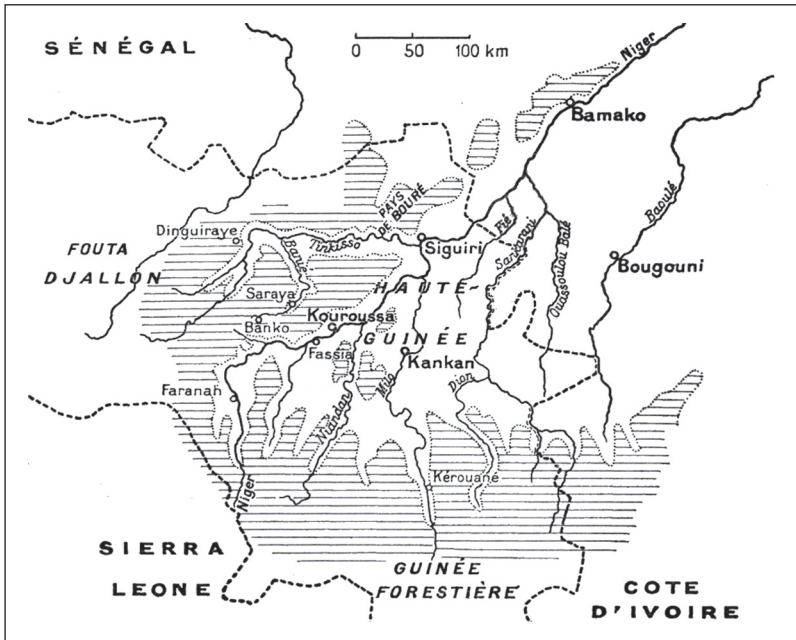 SÉNÉGAL
0 50 100 km
Niger
Bamako
PAYS
DE BOURÉ
Dinguiraye
Tinkisso
Banié
Siguiri
Fié
Sankarani
Ouassoulou Balé
Baoulé
Bougouni
FOUTA
DJALLON
HAUTE-
Saraya
Kouroussa
Banko
GUINÉE
Fassia
Kankan
Faranah
Niandan
Milo
Dion
Kérouané
Niger
SIERRA
LEONE
GUINÉE
FORESTIÈRE
COTE
D'IVOIRE